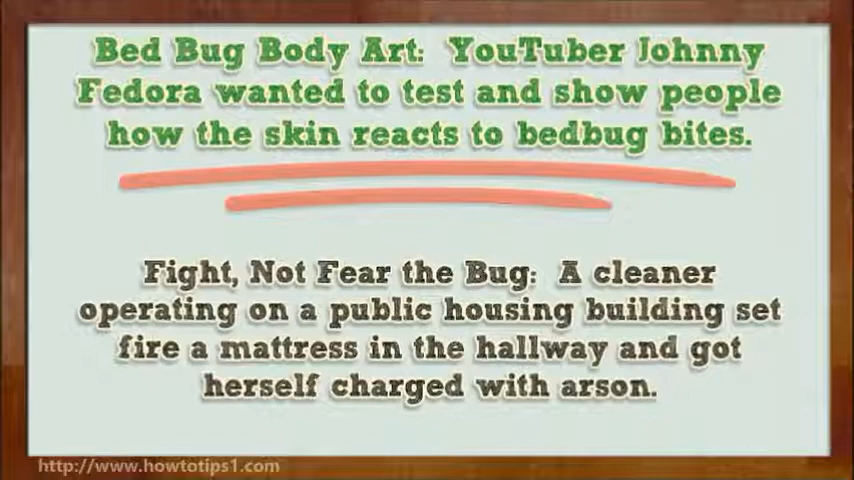 Bed Bug Body Art: YouTuber Johnny
Fedora wanted to test and show people
how the skin reacts to bedbug bites.
Fight, Not Fear the Bug: A cleaner
operating on a public housing building set
fire a mattress in the hallway and got
herself charged with arson.
http://www.howtotips1.com